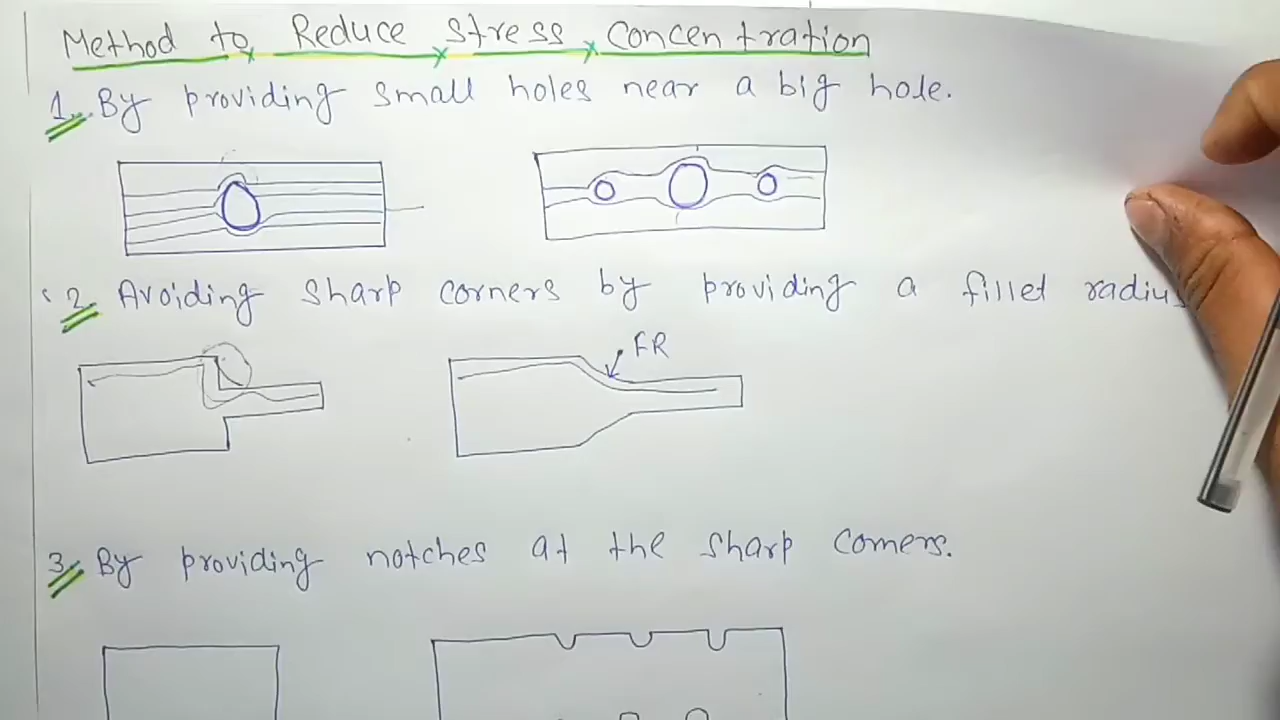 Method to Reduce Stress Concentration
1. By providing small holes near a big hole.
2. Avoiding sharp corners by providing a fillet radius
FR
3. By providing notches at the sharp corners.